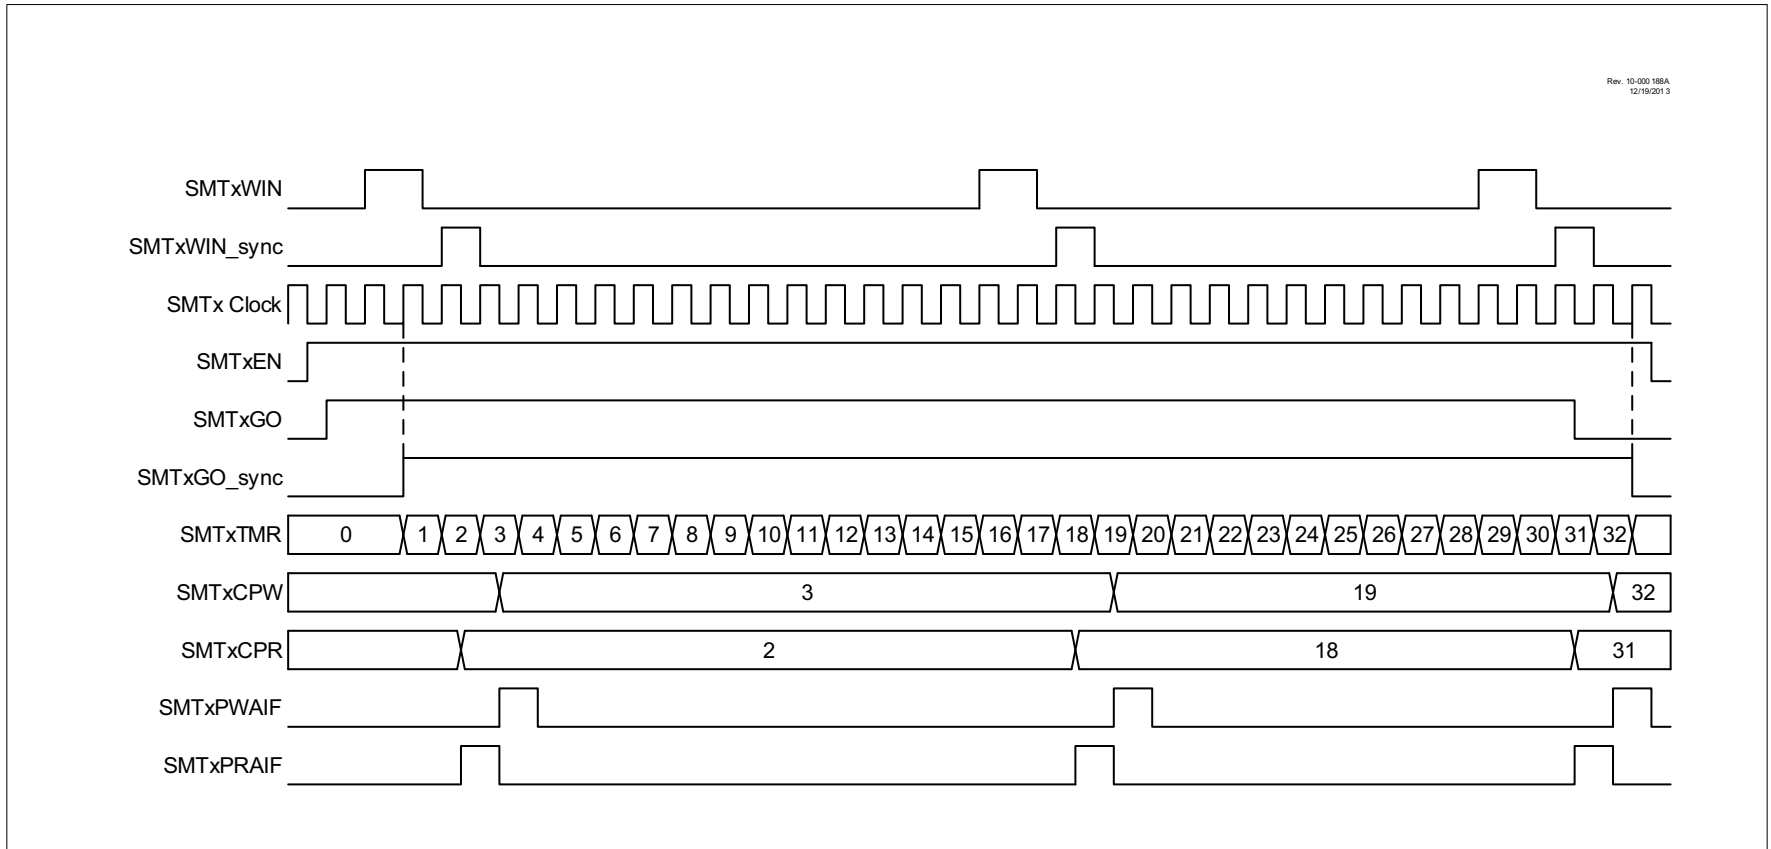 Rev. 10-000 188A
12/19/201 3
SMTxWIN
SMTxWIN_sync
SMTx Clock
SMTxEN
SMTxGO
SMTxGO_sync
SMTxTMR 0 1 2 3 4 5 6 7 8 9 10 11 12 13 14 15 16 17 18 19 20 21 22 23 24 25 26 27 28 29 30 31 32
SMTxCPW 3 19 32
SMTxCPR 2 18 31
SMTxPWAIF
SMTxPRAIF